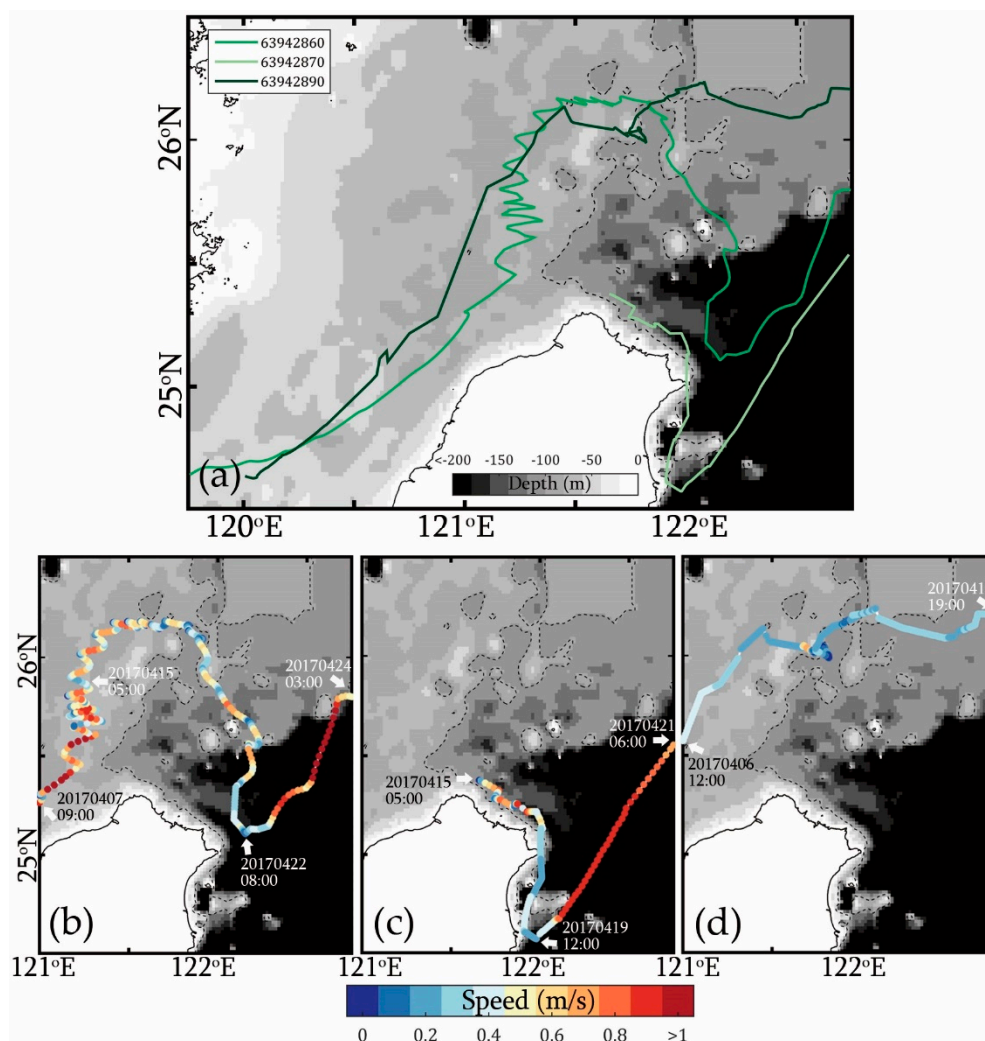 63942860
63942870
63942890
26°N
25°N
(a)
<-200 -150 -100 -50 0
Depth (m)
120°E 121°E 122°E
26°N
25°N
20170415
05:00
20170424
03:00
20170407
09:00
20170422
08:00
(b)
20170415
05:00
20170421
06:00
20170419
12:00
(c)
2017041
19:00
20170406
12:00
(d)
121°E 122°E 121°E 122°E 121°E 122°E
Speed (m/s)
0 0.2 0.4 0.6 0.8 >1